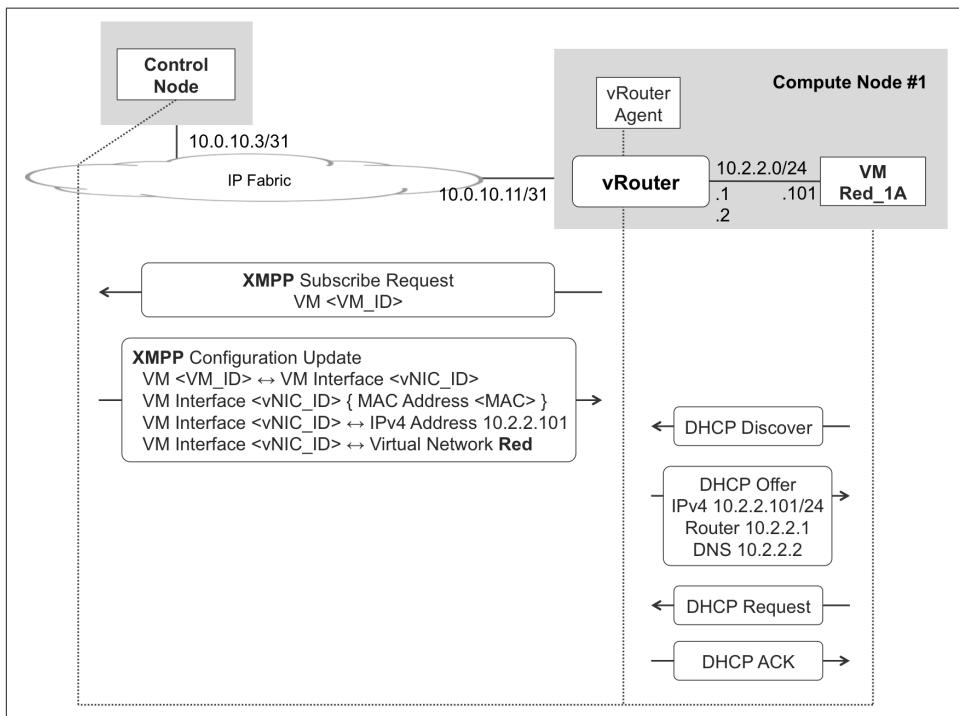 Control
Node
Compute Node #1
vRouter
Agent
10.0.10.3/31
IP Fabric
10.0.10.11/31
vRouter
10.2.2.0/24
.1
.101
.2
VM
Red_1A
XMPP Subscribe Request
VM <VM_ID>
XMPP Configuration Update
VM <VM_ID> ↔ VM Interface <vNIC_ID>
VM Interface <vNIC_ID> { MAC Address <MAC> }
VM Interface <vNIC_ID> ↔ IPv4 Address 10.2.2.101
VM Interface <vNIC_ID> ↔ Virtual Network Red
DHCP Discover
DHCP Offer
IPv4 10.2.2.101/24
Router 10.2.2.1
DNS 10.2.2.2
DHCP Request
DHCP ACK